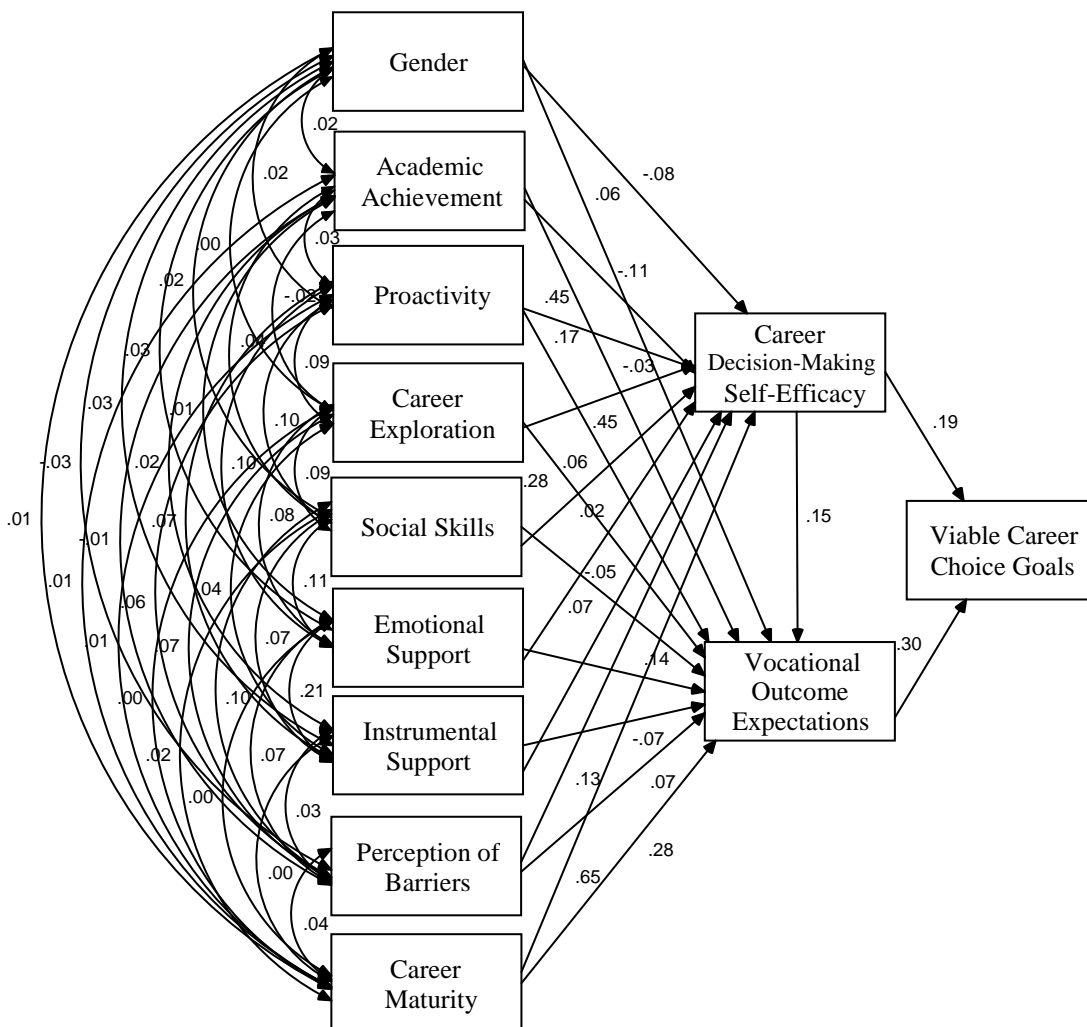 Gender
.02
Academic
Achievement
-.08
.02
.06
.00
.03
-.11
.02
-.02
Proactivity
.45
.17
.03
.09
-.03
Career
Decision-Making
Self-Efficacy
.03
.01
Career
Exploration
.10
.45
.19
-.03
.02
.10
.09
.28
.06
.01
.07
.08
Social Skills
.02
.15
Viable Career
Choice Goals
-.01
.04
.11
-.05
.01
.06
.07
Emotional
Support
.07
.01
.07
.14
.30
Vocational
Outcome
Expectations
.00
.10
.21
Instrumental
Support
-.07
.02
.07
.13
.07
.00
.03
Perception of
Barriers
.28
.00
.65
.04
Career
Maturity